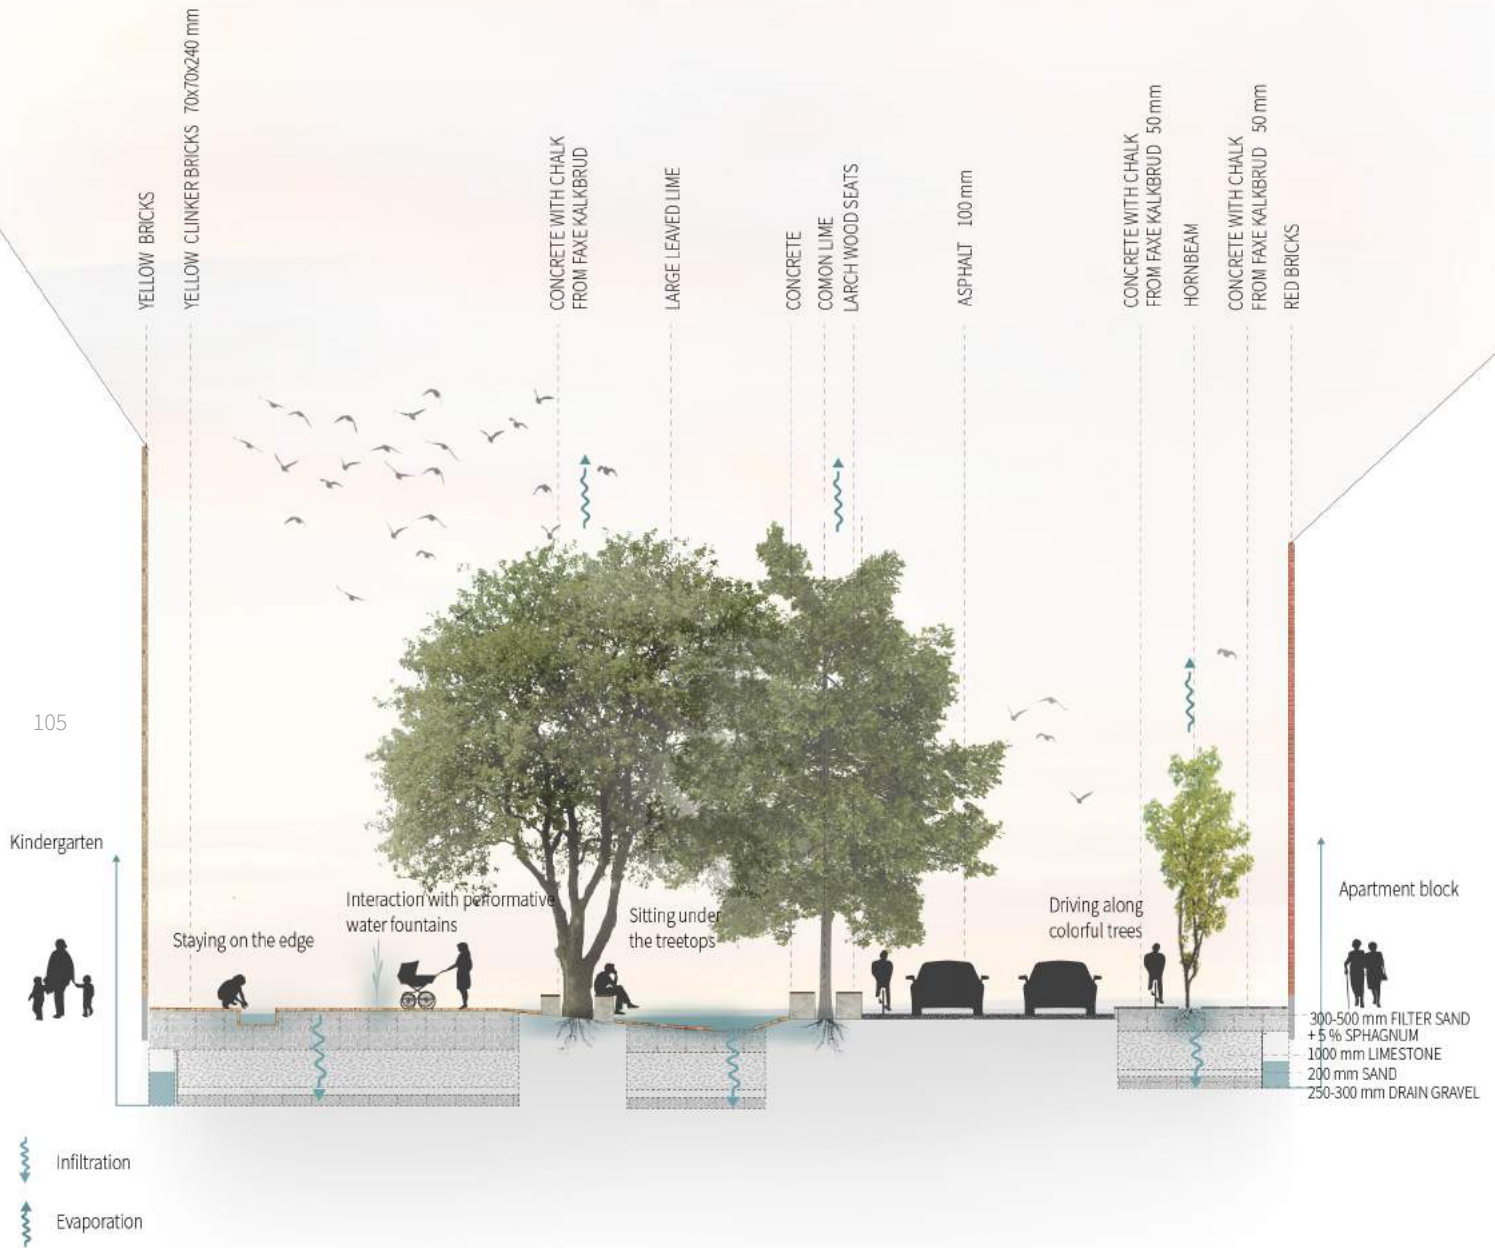 YELLOW BRICKS
YELLOW CLINKER BRICKS 70x70x240 mm
CONCRETE WITH CHALK
FROM FAXE KALKBRUD
LARGE LEAVED LIME
CONCRETE
COMON LIME
LARCH WOOD SEATS
ASPHALT 100 mm
CONCRETE WITH CHALK
FROM FAXE KALKBRUD 50 mm
HORNBEAM
CONCRETE WITH CHALK
FROM FAXE KALKBRUD 50 mm
RED BRICKS
105
Kindergarten
Staying on the edge
Interaction with performative
water fountains
Sitting under
the treetops
Driving along
colorful trees
Apartment block
300-500 mm FILTER SAND
+ 5 % SPHAGNUM
1000 mm LIMESTONE
200 mm SAND
250-300 mm DRAIN GRAVEL
Infiltration
Evaporation